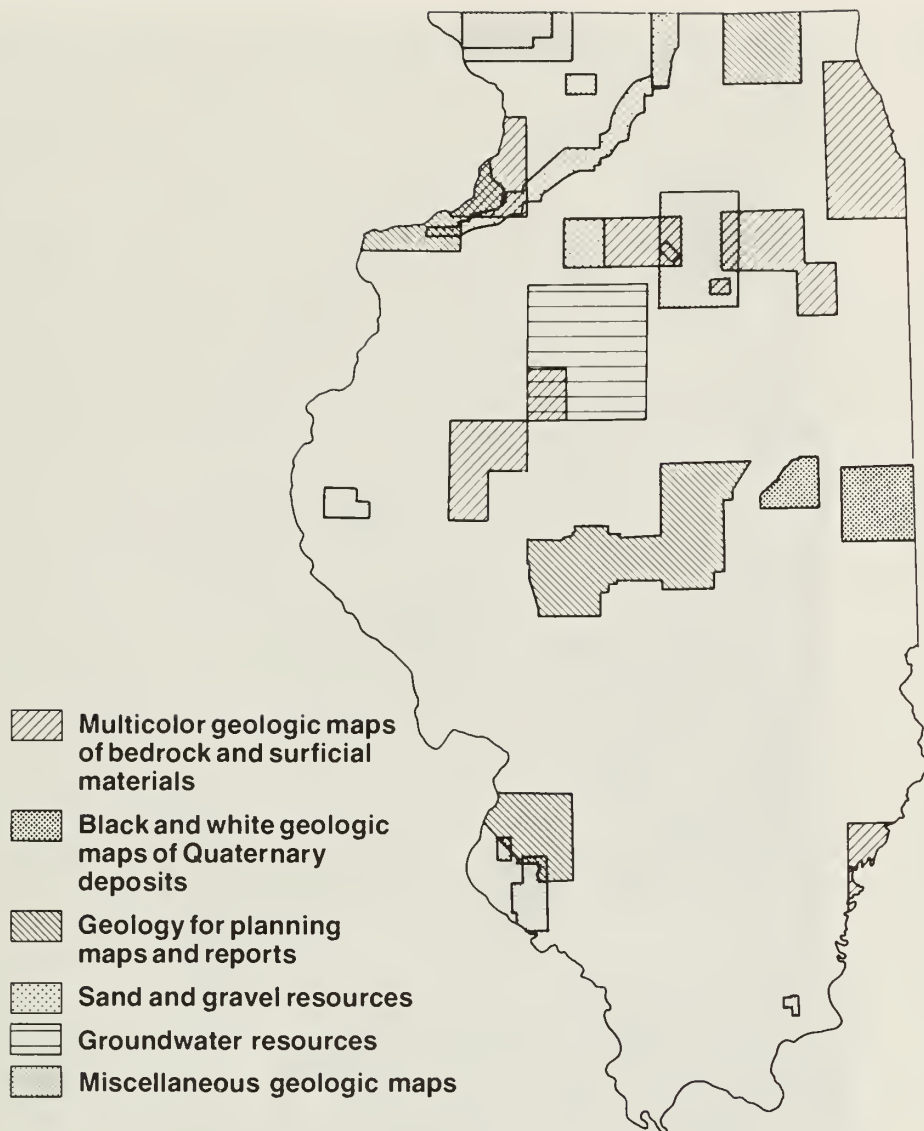 Multicolor geologic maps
of bedrock and surficial
materials
Black and white geologic
maps of Quaternary
deposits
Geology for planning
maps and reports
Sand and gravel resources
Groundwater resources
Miscellaneous geologic maps